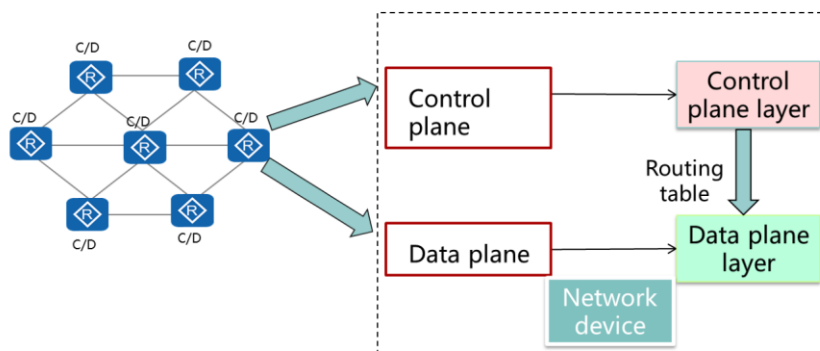 C/D
C/D
R
R
C/D
C/D
C/D
R
R
R
R
R
C/D
C/D
Control
plane
Control
plane layer
Routing
table
Data plane
Data plane
layer
Network
device